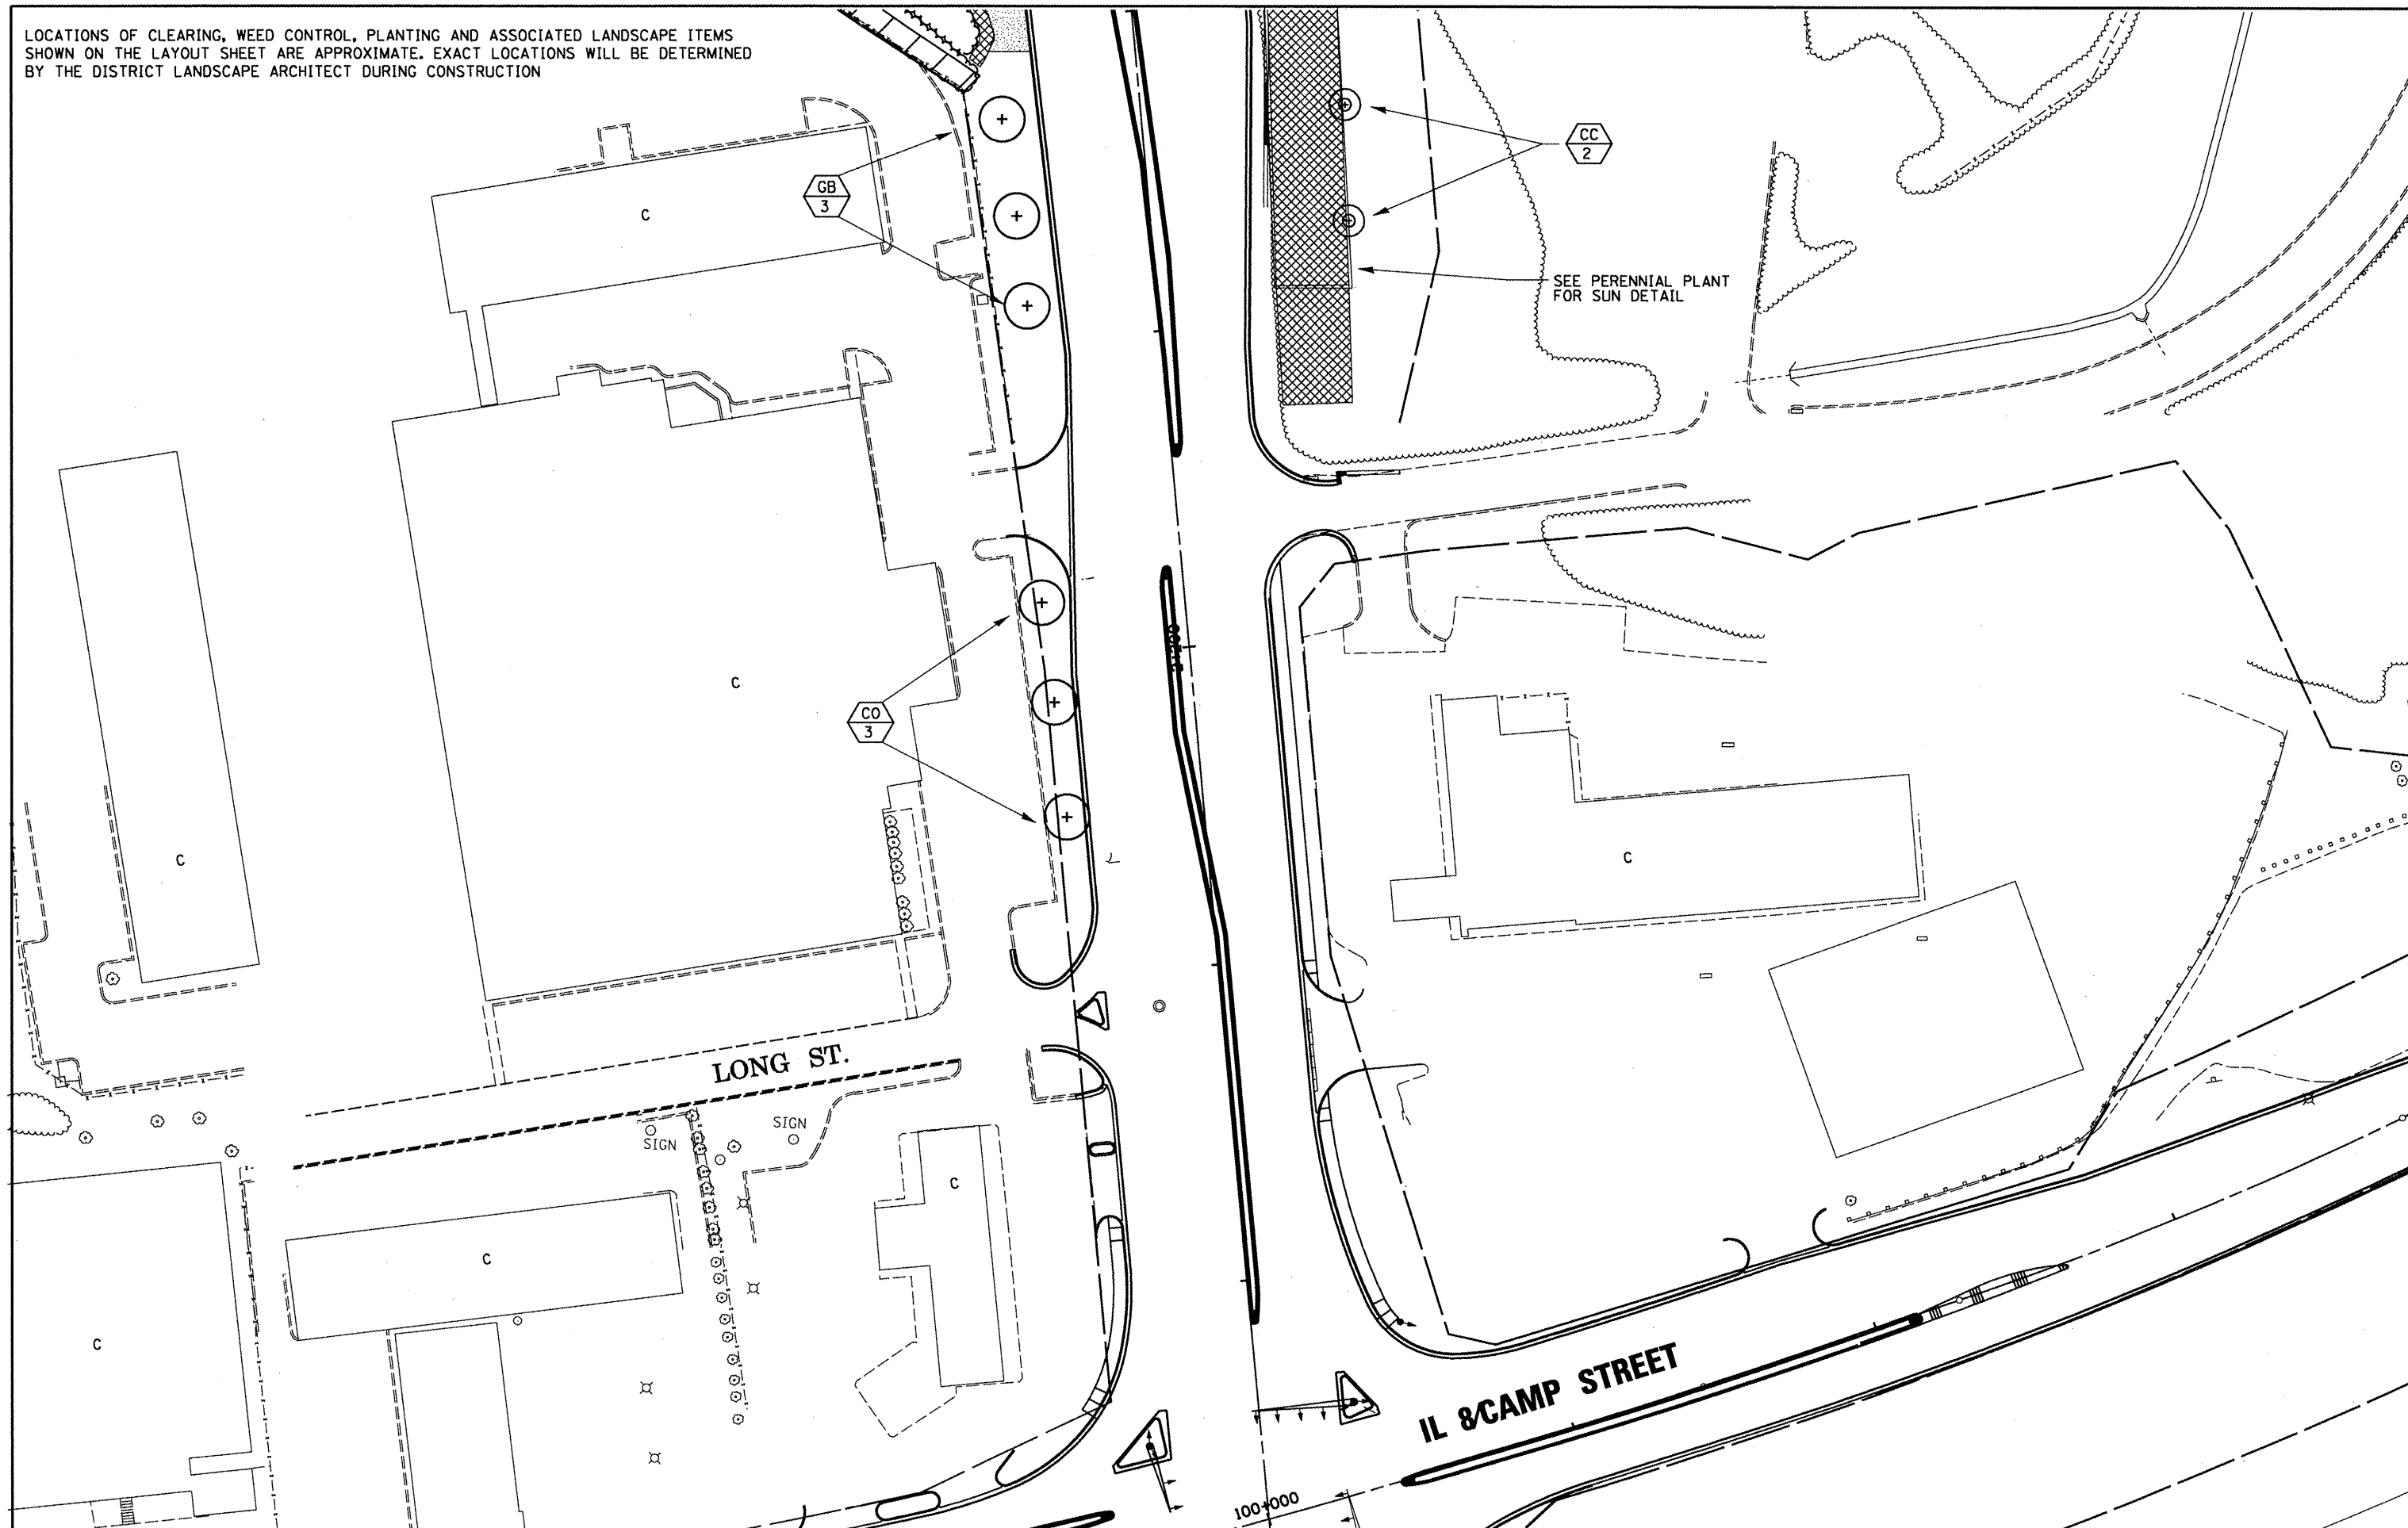 LOCATIONS OF CLEARING, WEED CONTROL, PLANTING AND ASSOCIATED LANDSCAPE ITEMS
SHOWN ON THE LAYOUT SHEET ARE APPROXIMATE. EXACT LOCATIONS WILL BE DETERMINED
BY THE DISTRICT LANDSCAPE ARCHITECT DURING CONSTRUCTION
CC
2
GB
3
C
SEE PERENNIAL PLANT
FOR SUN DETAIL
C
CO
3
C
C
LONG ST.
SIGN
SIGN
C
C
C
IL 8/CAMP STREET
100+000